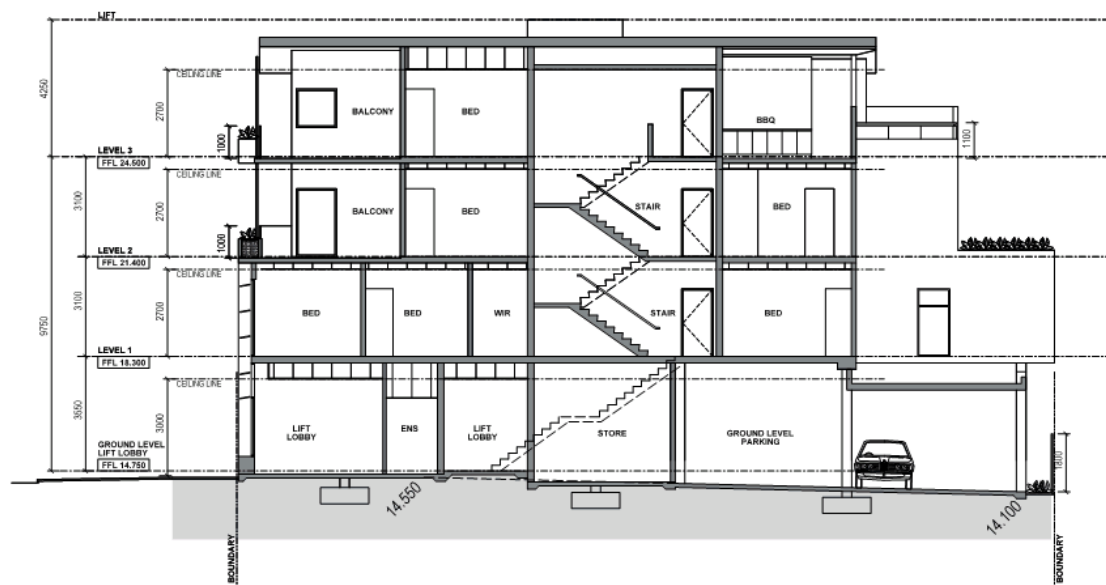 LIFT
CEILING LINE
4250
2700
BALCONY
BED
BBQ
1000
1100
LEVEL 3
FFL 24.500
CEILING LINE
3100
2700
BALCONY
BED
STAIR
BED
1000
LEVEL 2
FFL 21.400
CEILING LINE
9750
3100
2700
BED
BED
WIR
STAIR
BED
LEVEL 1
FFL 18.300
CEILING LINE
3000
LIFT
LOBBY
ENS
LIFT
LOBBY
STORE
GROUND LEVEL
PARKING
GROUND LEVEL
LIFT LOBBY
FFL 14.750
1800
14.550
14.100
BOUNDARY
BOUNDARY